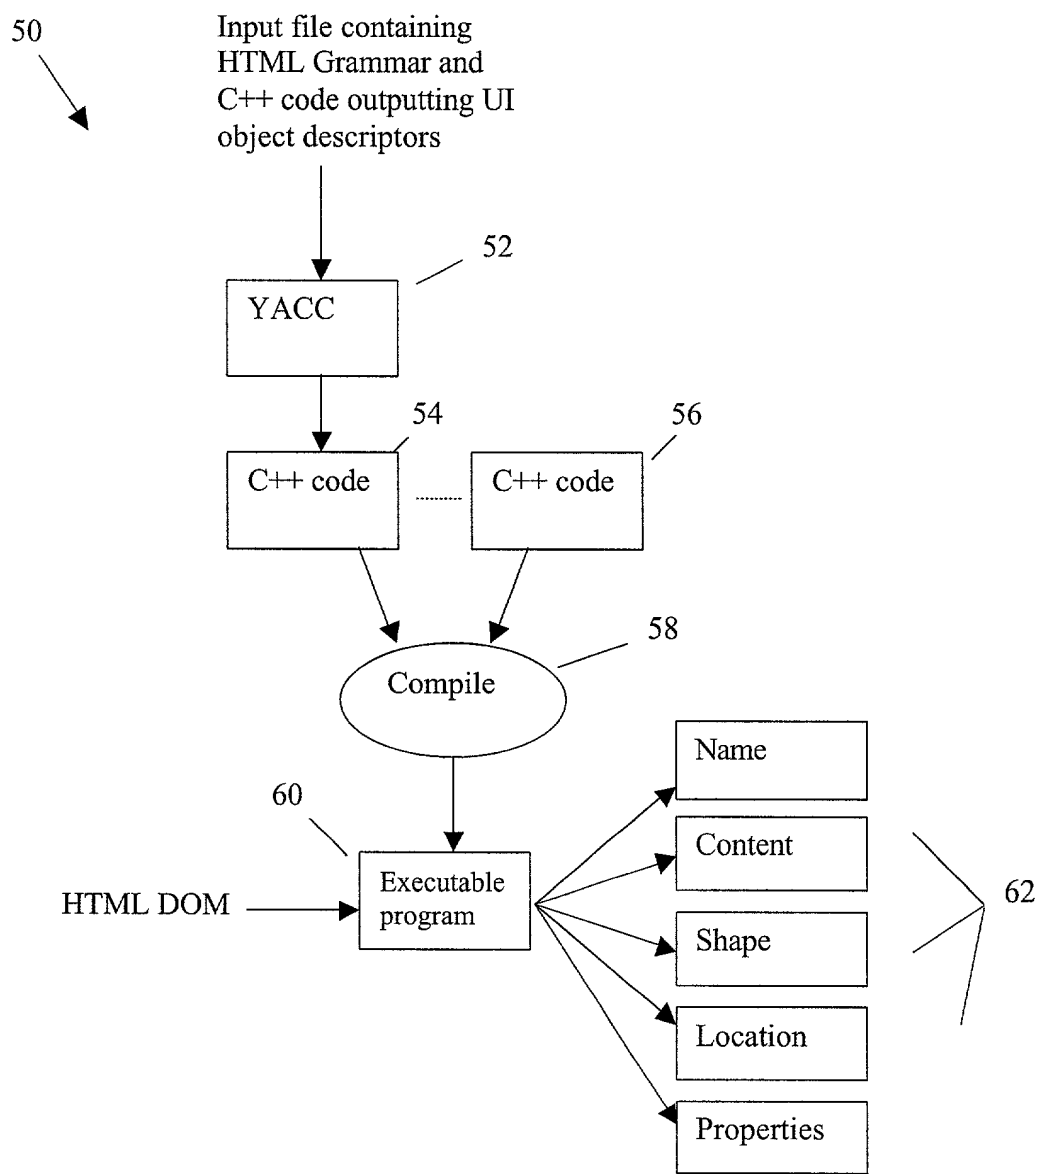 50
Input file containing
HTML Grammar and
C++ code outputting UI
object descriptors
52
YACC
54
56
C++ code
C++ code
58
Compile
60
Name
Content
62
HTML DOM
Executable
program
Shape
Location
Properties